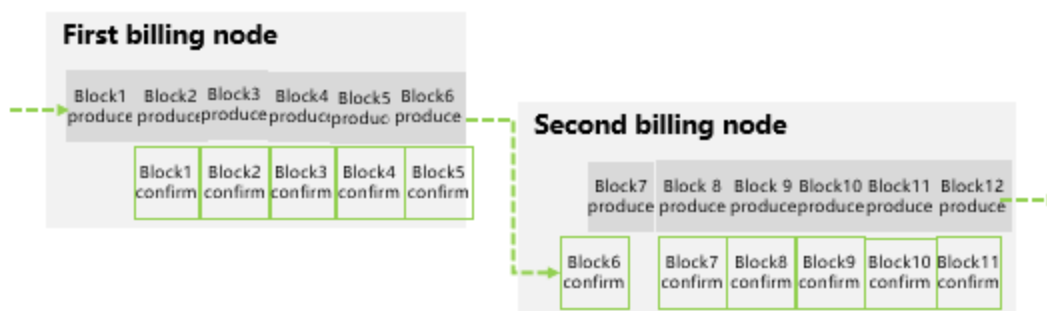 First billing node
Block1 Block2 Block3 Block4 Block5 Block6
produce produce produce produc produc produce
Block1 Block2 Block3 Block4 Block5
confirm confirm confirm confirm confirm
Second billing node
Block7 Block 8 Block 9 Block10 Block11 Block12
produce produce produce produce produce produce
Block6 Block7 Block8 Block9 Block10 Block11
confirm confirm confirm confirm confirm confirm